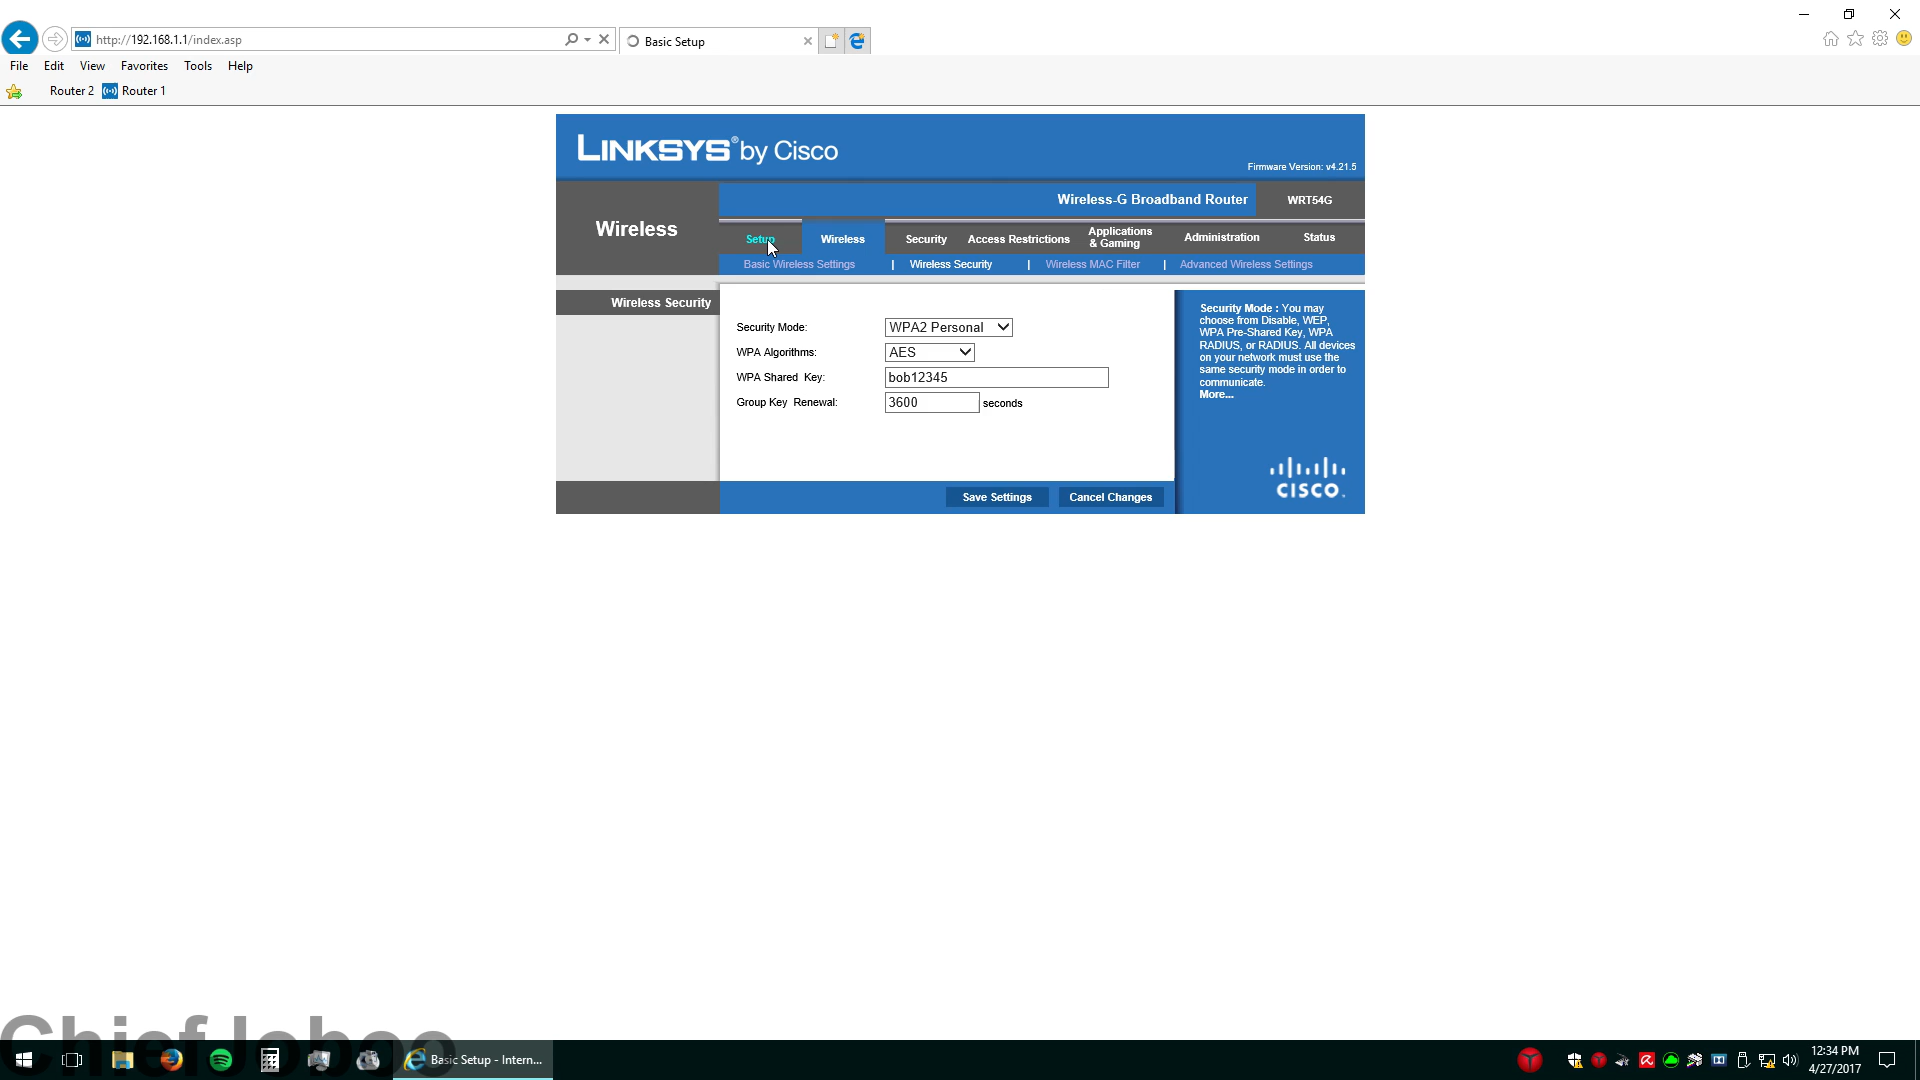 http://192.168.1.1/index.asp
Basic Setup
File Edit View Favorites Tools Help
Router 2 Router 1
LINKSYS® by Cisco
Firmware Version: v4.21.5
Wireless-G Broadband Router WRT54G
Wireless
Setup Wireless Security Access Restrictions Applications & Gaming Administration Status
Basic Wireless Settings | Wireless Security | Wireless MAC Filter | Advanced Wireless Settings
Wireless Security
Security Mode: WPA2 Personal
WPA Algorithms: AES
WPA Shared Key: bob12345
Group Key Renewal: 3600 seconds
Security Mode : You may
choose from Disable, WEP,
WPA Pre-Shared Key, WPA
RADIUS, or RADIUS. All devices
on your network must use the
same security mode in order to
communicate.
More...
CISCO.
Save Settings Cancel Changes
Chief Joboo
Basic Setup - Intern...
12:34 PM
4/27/2017